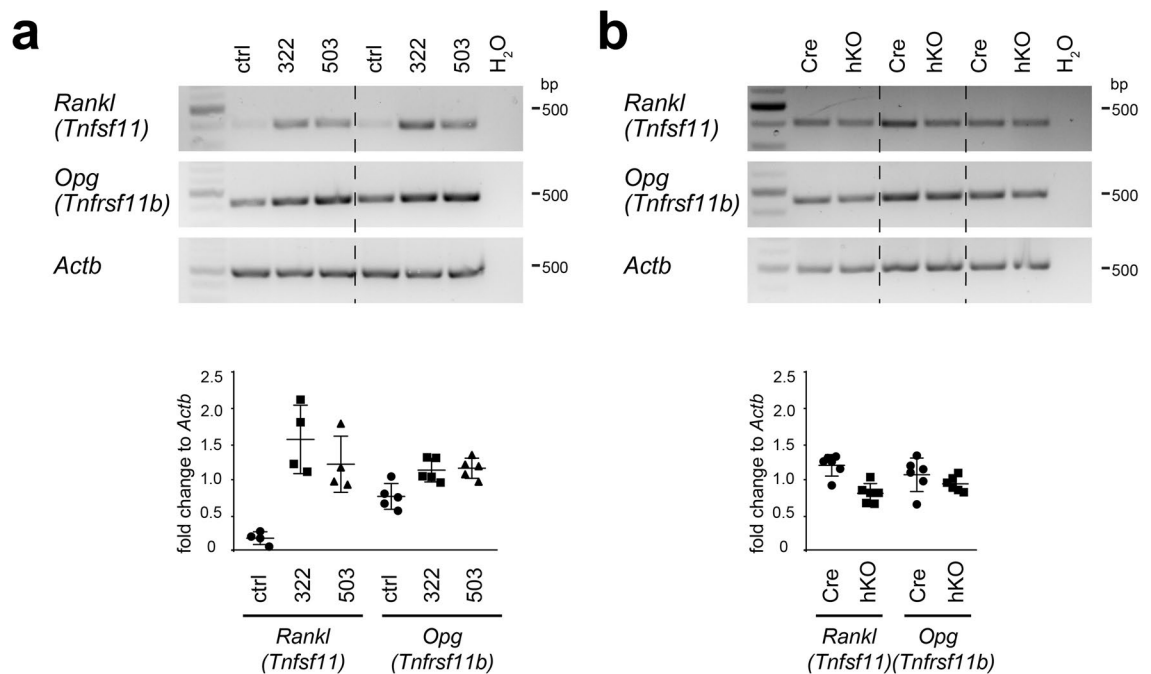 a
ctrl 322 503 ctrl 322 503 H₂O
bp
Rankl
(Tnfsf11)
-500
Opg
(Tnfrsf11b)
-500
Actb
-500
fold change to Actb
2.5
2.0
1.5
1.0
0.5
0
ctrl 322 503 ctrl 322 503
Rankl
(Tnfsf11)
Opg
(Tnfrsf11b)
b
Cre hKO Cre hKO Cre hKO H₂O
bp
Rankl
(Tnfsf11)
-500
Opg
(Tnfrsf11b)
-500
Actb
-500
fold change to Actb
2.5
2.0
1.5
1.0
0.5
0
Cre hKO Cre hKO
Rankl
(Tnfsf11)
Opg
(Tnfrsf11b)